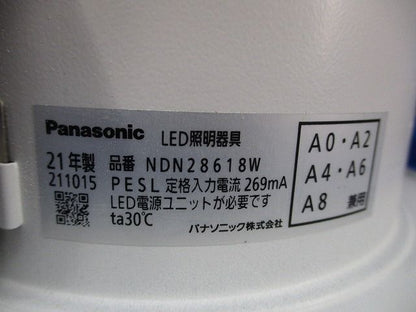 Panasonic LED照明器具
21年製 品番 NDN28618W
211015 PESL 定格入力電流 269mA
LED電源ユニットが必要です
ta30℃
パナソニック株式会社
A0・A2
A4・A6
A8 兼用